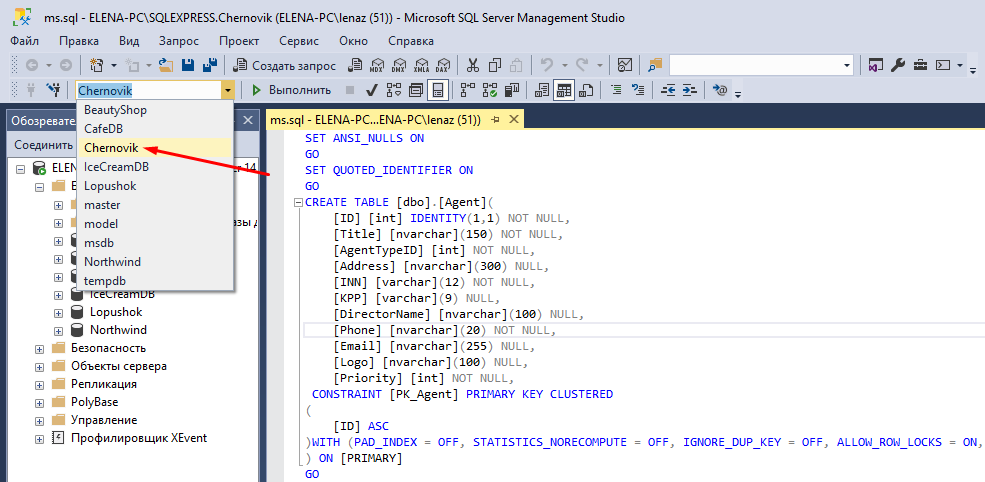 ms.sql - ELENA-PC\SQLEXPRESS.Chernovik (ELENA-PC\lenaz (51)) - Microsoft SQL Server Management Studio
Файл Правка Вид Запрос Проект Сервис Окно Справка
Создать запрос MDX DMX XMLA DAX
Chernovik Выполнить
BeautyShop
CafeDB
Chernovik
IceCreamDB
Lopushok
master
model
msdb
Northwind
tempdb
Обозревате
Соединить
ELEN
r 14
Б
азы д
IceCreamDB
Lopushok
Northwind
Безопасность
Объекты сервера
Репликация
PolyBase
Управление
Профилировщик XEvent
ms.sql - ELENA-PC...ENA-PC\lenaz (51))
SET ANSI_NULLS ON
GO
SET QUOTED_IDENTIFIER ON
GO
CREATE TABLE [dbo].[Agent](
[ID] [int] IDENTITY(1,1) NOT NULL,
[Title] [nvarchar](150) NOT NULL,
[AgentTypeID] [int] NOT NULL,
[Address] [nvarchar](300) NULL,
[INN] [varchar](12) NOT NULL,
[KPP] [varchar](9) NULL,
[DirectorName] [nvarchar](100) NULL,
[Phone] [nvarchar](20) NOT NULL,
[Email] [nvarchar](255) NULL,
[Logo] [nvarchar](100) NULL,
[Priority] [int] NOT NULL,
CONSTRAINT [PK_Agent] PRIMARY KEY CLUSTERED
(
[ID] ASC
)WITH (PAD_INDEX = OFF, STATISTICS_NORECOMPUTE = OFF, IGNORE_DUP_KEY = OFF, ALLOW_ROW_LOCKS = ON,
) ON [PRIMARY]
GO